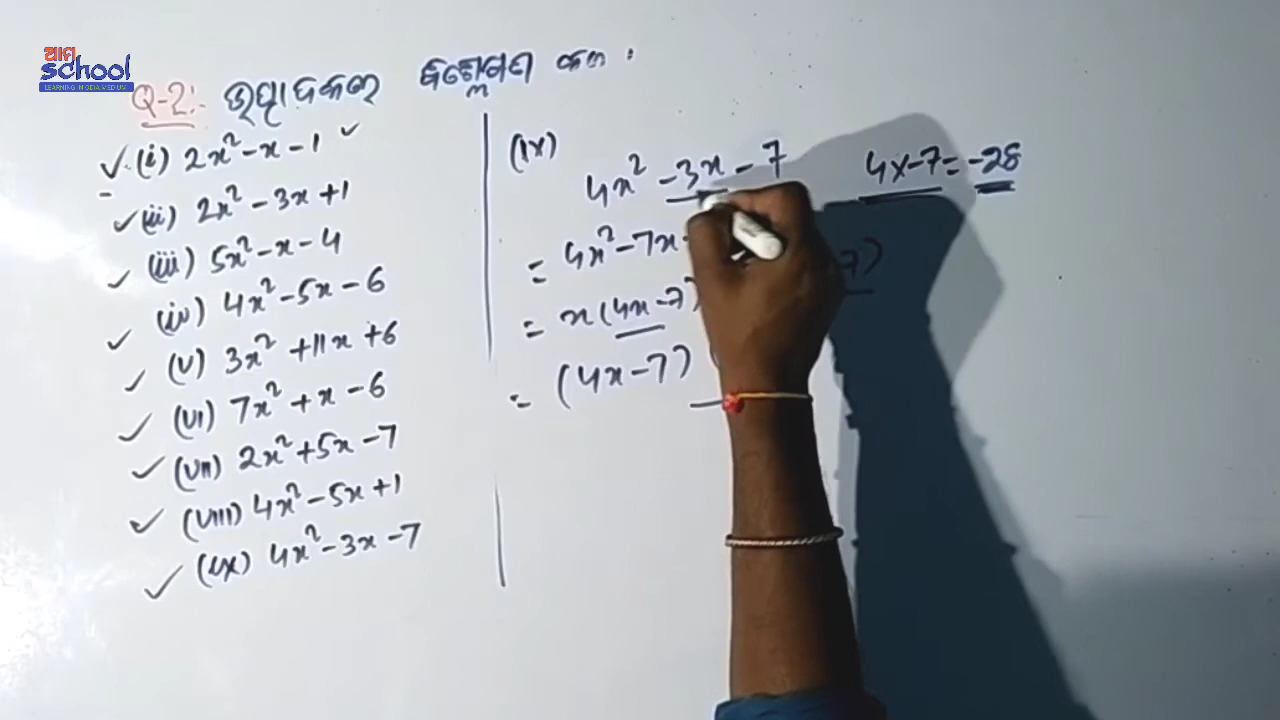 ଆମ
school
LEARNING IN ODIA MEDIUM
Q-2:- ଉତ୍ପାଦକରେ ବିଶ୍ଳେଷଣ କର :
(i) 2x² - x - 1
(ii) 2x² - 3x + 1
(iii) 5x² - x - 4
(iv) 4x² - 5x - 6
(v) 3x² + 11x + 6
(vi) 7x² + x - 6
(vii) 2x² + 5x - 7
(viii) 4x² - 5x + 1
(ix) 4x² - 3x - 7
(ix)
4x² - 3x - 7 4x-7 = -28
= 4x² - 7x
= x(4x - 7) 7)
= (4x - 7) (